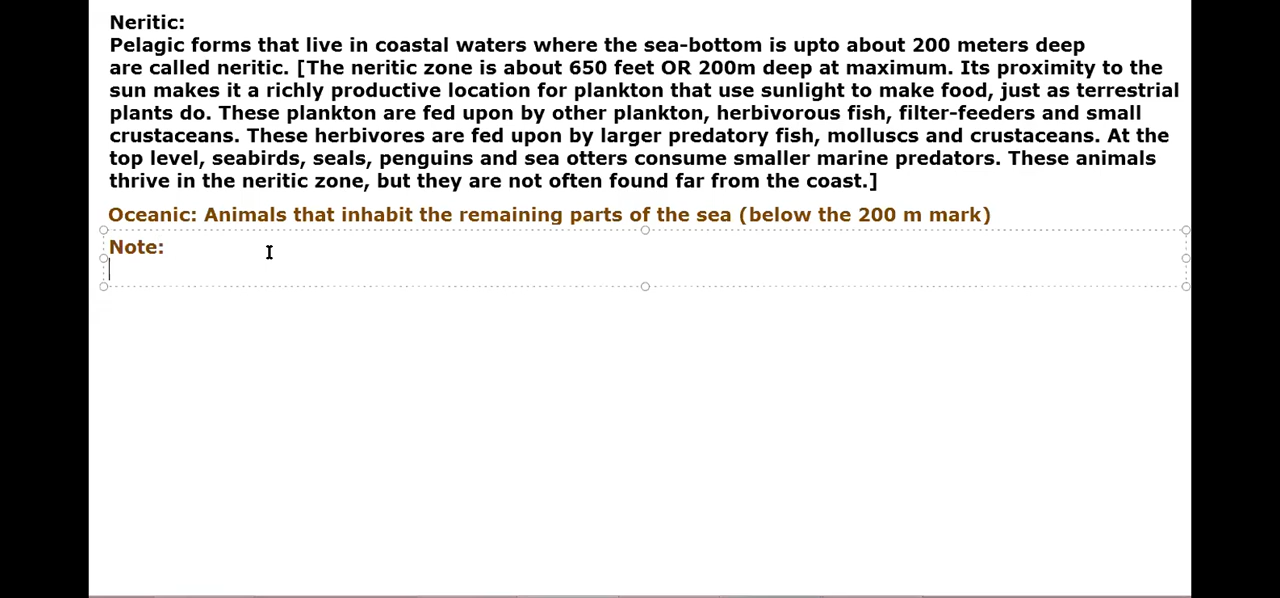 Neritic:
Pelagic forms that live in coastal waters where the sea-bottom is upto about 200 meters deep
are called neritic. [The neritic zone is about 650 feet OR 200m deep at maximum. Its proximity to the
sun makes it a richly productive location for plankton that use sunlight to make food, just as terrestrial
plants do. These plankton are fed upon by other plankton, herbivorous fish, filter-feeders and small
crustaceans. These herbivores are fed upon by larger predatory fish, molluscs and crustaceans. At the
top level, seabirds, seals, penguins and sea otters consume smaller marine predators. These animals
thrive in the neritic zone, but they are not often found far from the coast.]
Oceanic: Animals that inhabit the remaining parts of the sea (below the 200 m mark)
Note: